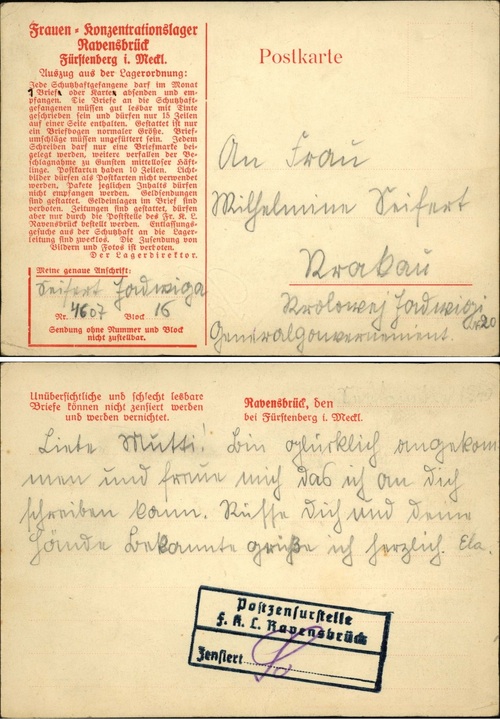 Frauen-Konzentrationslager
Ravensbrück
Fürstenberg i. Meckl.
Auszug aus der Lagerordnung:
Jede Schutzhaftgefangene darf im Monat
1 Brief oder Karte absenden und em-
pfangen. Die Briefe an die Schutzhaft-
gefangenen müssen gut lesbar mit Tinte
geschrieben sein und dürfen nur 15 Zeilen
auf einer Seite enthalten. Gestattet ist nur
ein Briefbogen normaler Größe. Brief-
umschläge müssen ungefüttert sein. Jedem
Schreiben darf nur eine Briefmarke bei-
gelegt werden, weitere verfallen der Be-
schlagnahme zu Gunsten mittelloser Häft-
linge. Postkarten haben 10 Zeilen. Licht-
bilder dürfen als Postkarten nicht verwendet
werden. Pakete jeglichen Inhalts dürfen
nicht empfangen werden. Geldsendungen
sind gestattet. Geldeinlagen im Brief sind
verboten. Zeitungen sind gestattet, dürfen
aber nur durch die Poststelle des Fr. K. L.
Ravensbrück bestellt werden. Entlassungs-
gesuche aus der Schutzhaft an die Lager-
leitung sind zwecklos. Die Zusendung von
Bildern und Fotos ist verboten.
Der Lagerdirektor.
Meine genaue Anschrift:
Seifert Jadwiga
Nr. 4607 Block 16
Sendung ohne Nummer und Block
nicht zustellbar.
Postkarte
An Frau
Wilhelmine Seifert
Krakau
Krolowej Jadwigi
Nr 20
Generalgouvernement.
Unübersichtliche und schlecht lesbare
Briefe können nicht zensiert werden
und werden vernichtet.
Ravensbrück, den
bei Fürstenberg i. Meckl.
Liebe Mutti! Bin glücklich angekom
men und fraue mich das ich an dich
schreiben kann. Küsse Dich und deine
Hände Bekannte grüße ich herzlich. Ela.
Postzensurstelle
F. K. L. Ravensbrück
Zensiert